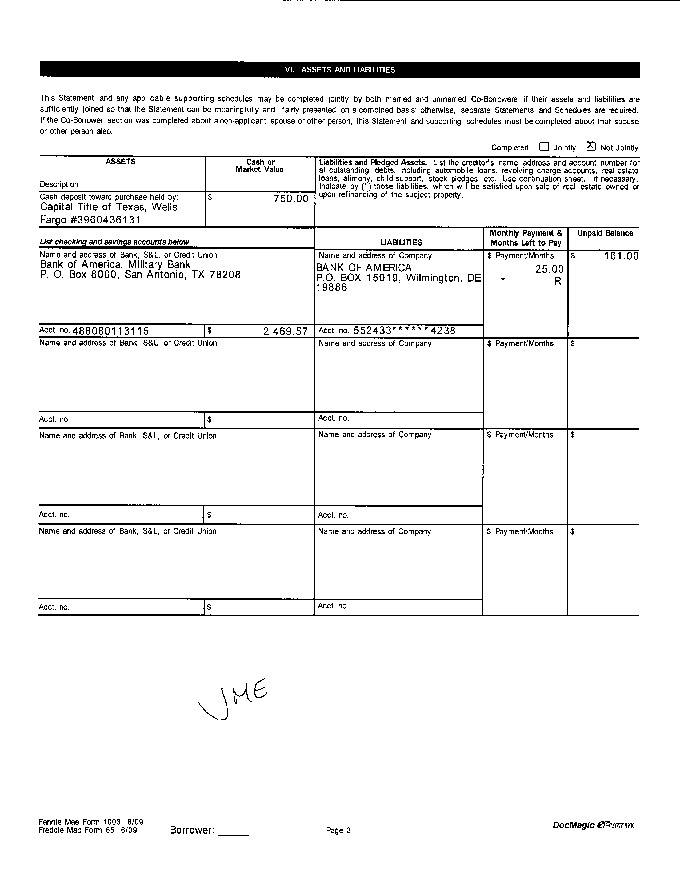 VI. ASSETS AND LIABILITIES
This Statement and any applicable supporting schedules may be completed jointly by both married and unmarried Co-Borrowers if their assets and liabilities are
sufficiently joined so that the Statement can be meaningfully and fairly presented on a combined basis; otherwise, separate Statements and Schedules are required.
If the Co-Borrower section was completed about a non-applicant spouse or other person, this Statement and supporting schedules must be completed about that spouse
or other person also.
Completed Jointly X Not Jointly
ASSETS
Cash or
Market Value
Description
Liabilities and Pledged Assets. List the creditor's name, address and account number for
all outstanding debts, including automobile loans, revolving charge accounts, real estate
loans, alimony, child support, stock pledges, etc. Use continuation sheet, if necessary.
Indicate by (*) those liabilities, which will be satisfied upon sale of real estate owned or
upon refinancing of the subject property.
Cash deposit toward purchase held by: $ 750.00
Capital Title of Texas, Wells
Fargo #3960436131
List checking and savings accounts below
LIABILITIES
Monthly Payment &
Months Left to Pay
Unpaid Balance
Name and address of Bank, S&L, or Credit Union
Bank of America, Military Bank
P. O. Box 8000, San Antonio, TX 78208
Name and address of Company
BANK OF AMERICA
P.O. BOX 15019, Wilmington, DE
19886
$ Payment/Months
25.00
R
$ 161.00
Acct. no. 488080113115 $ 2,469.57 Acct. no. 552433******4238
Name and address of Bank, S&L, or Credit Union Name and address of Company $ Payment/Months $
Acct. no. $ Acct. no.
Name and address of Bank, S&L, or Credit Union Name and address of Company $ Payment/Months $
Acct. no. $ Acct. no.
Name and address of Bank, S&L, or Credit Union Name and address of Company $ Payment/Months $
Acct. no. $ Acct. no.
JME
Fannie Mae Form 1003 6/09
Freddie Mac Form 65 6/09
Borrower:
Page 2
DocMagic